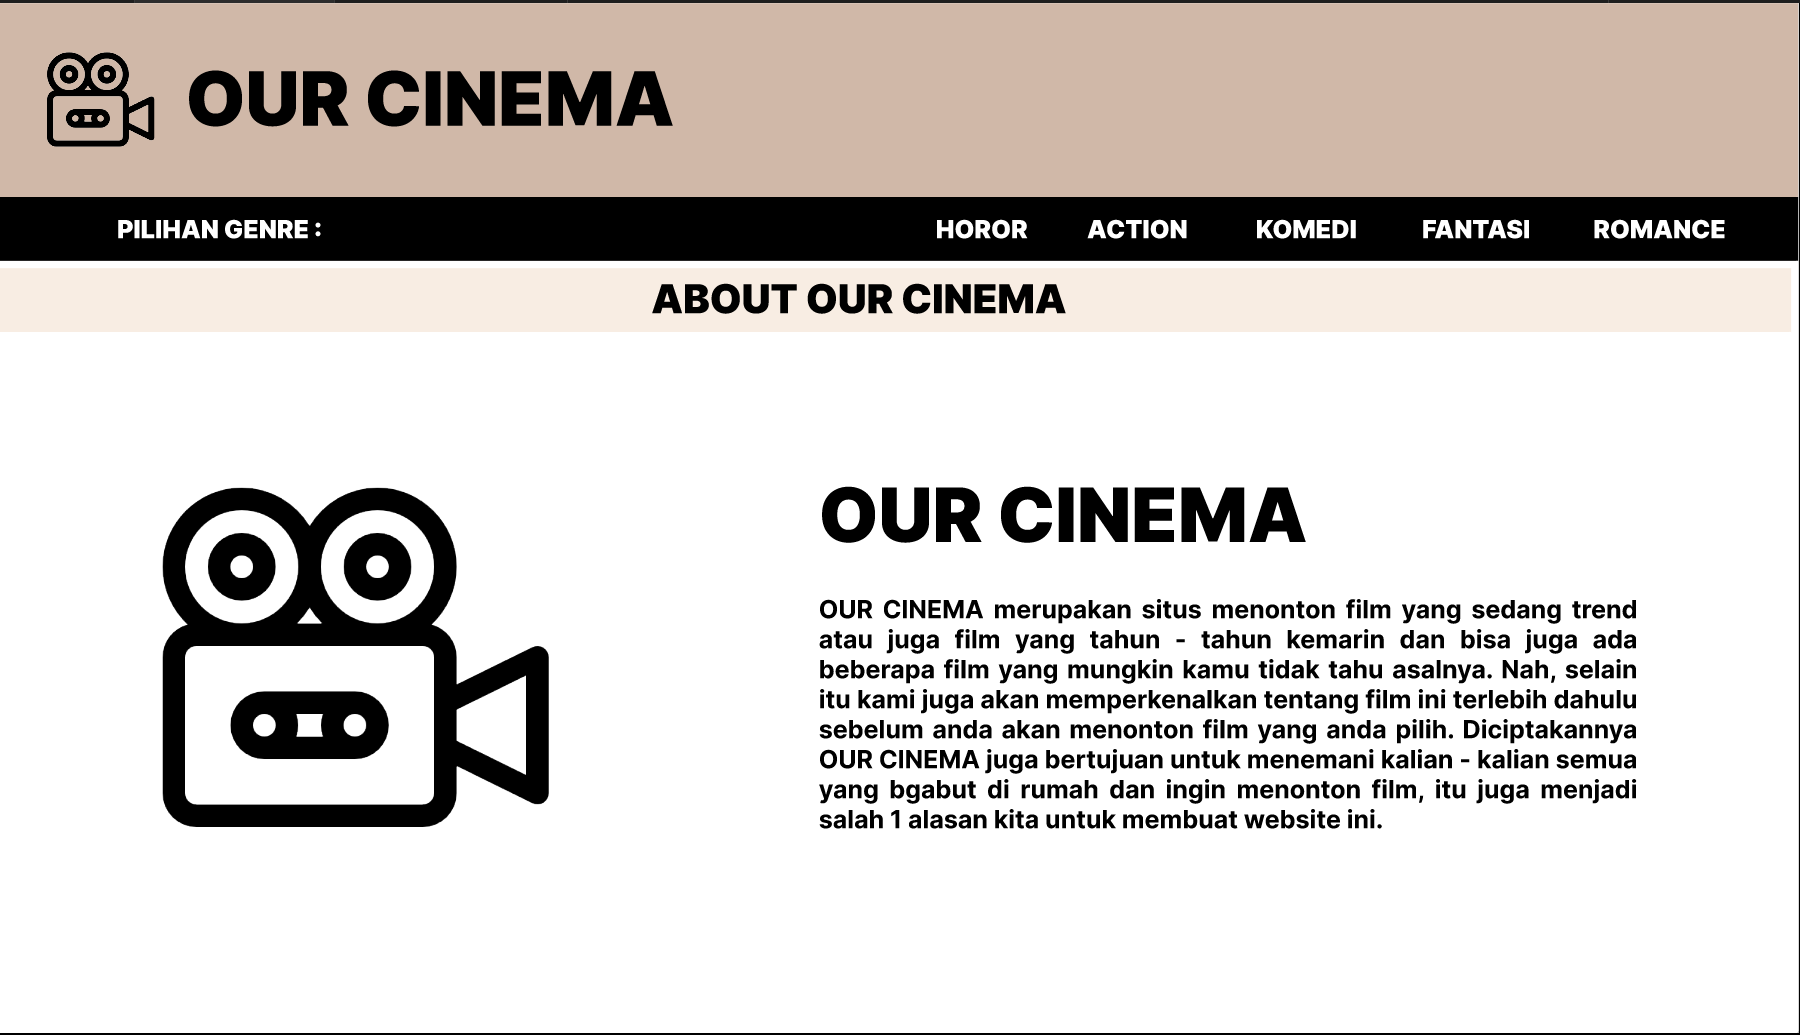 OUR CINEMA
PILIHAN GENRE : HOROR ACTION KOMEDI FANTASI ROMANCE
ABOUT OUR CINEMA
OUR CINEMA
OUR CINEMA merupakan situs menonton film yang sedang trend
atau juga film yang tahun - tahun kemarin dan bisa juga ada
beberapa film yang mungkin kamu tidak tahu asalnya. Nah, selain
itu kami juga akan memperkenalkan tentang film ini terlebih dahulu
sebelum anda akan menonton film yang anda pilih. Diciptakannya
OUR CINEMA juga bertujuan untuk menemani kalian - kalian semua
yang bgabut di rumah dan ingin menonton film, itu juga menjadi
salah 1 alasan kita untuk membuat website ini.